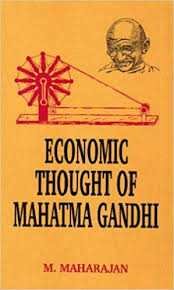 ECONOMIC
THOUGHT OF
MAHATMA GANDHI
M. MAHARAJAN